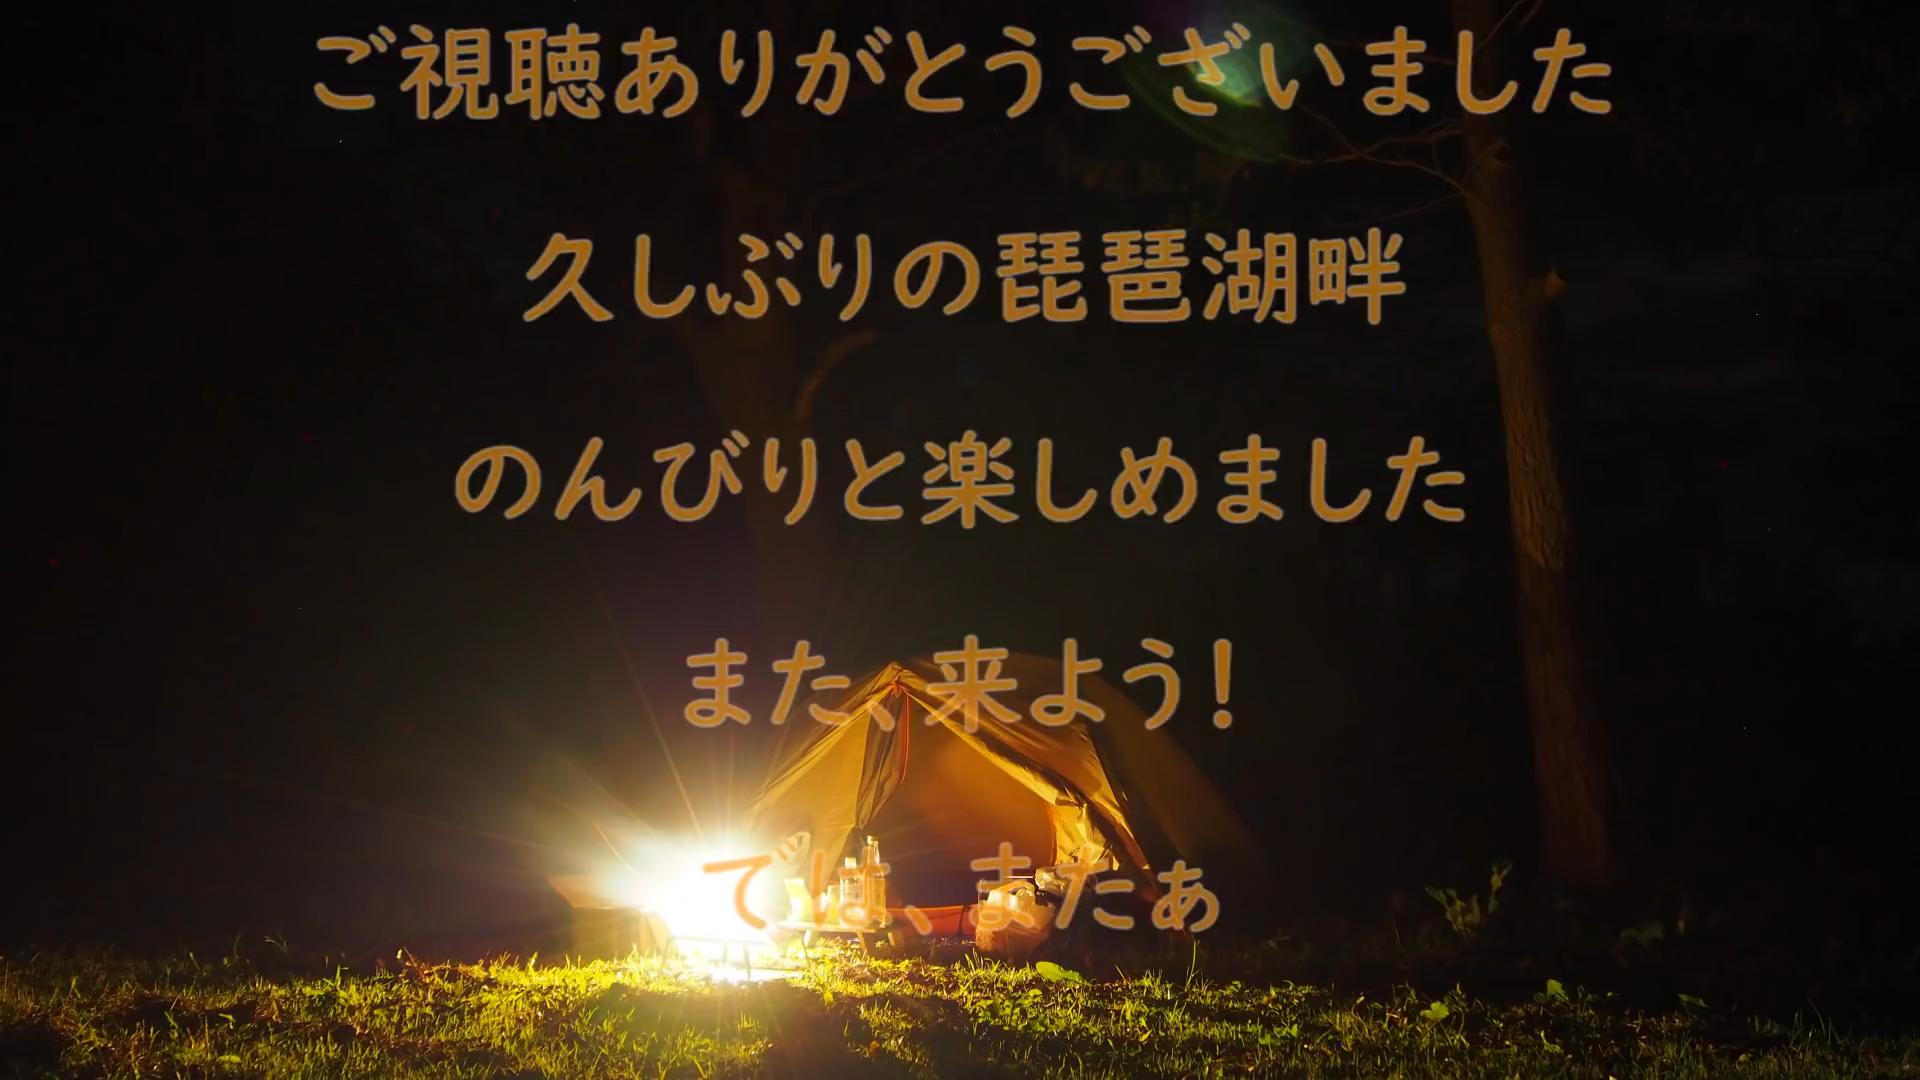 ご視聴ありがとうございました
久しぶりの琵琶湖畔
のんびりと楽しめました
また、来よう！
では、またぁ